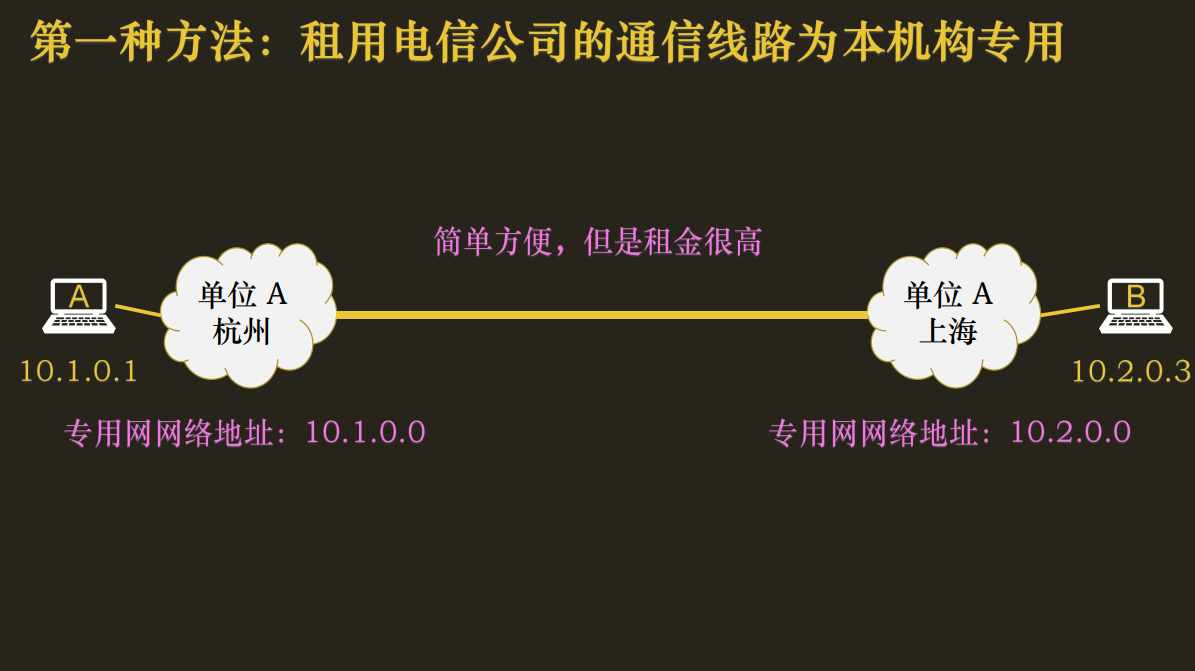 第一种方法：租用电信公司的通信线路为本机构专用
简单方便，但是租金很高
A
单位 A
杭州
单位 A
上海
B
10.1.0.1
10.2.0.3
专用网网络地址：10.1.0.0
专用网网络地址：10.2.0.0